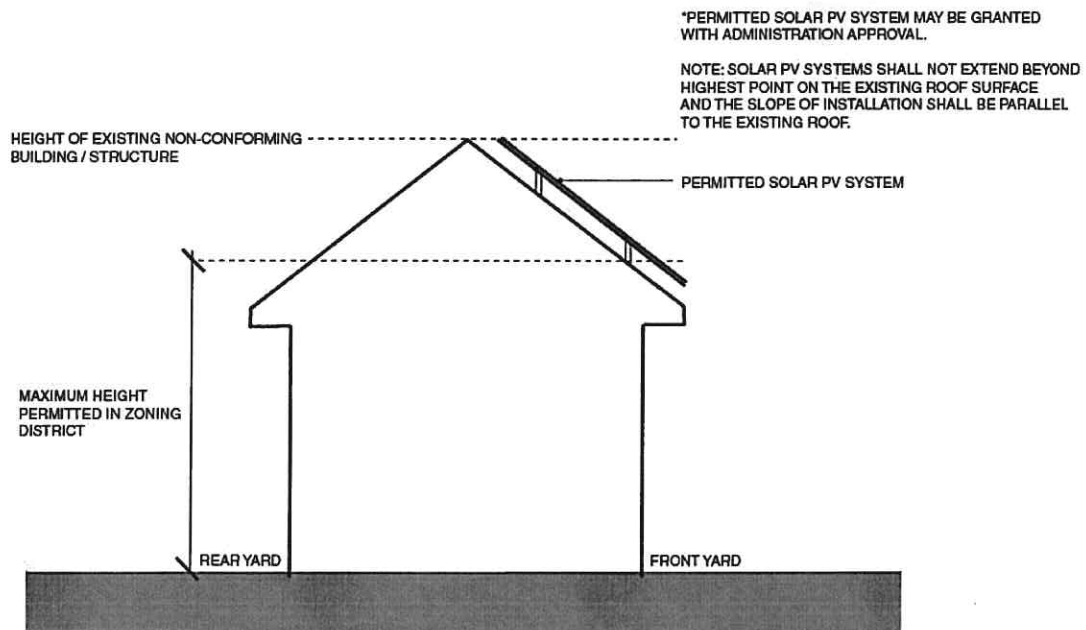 *PERMITTED SOLAR PV SYSTEM MAY BE GRANTED
WITH ADMINISTRATION APPROVAL.
NOTE: SOLAR PV SYSTEMS SHALL NOT EXTEND BEYOND
HIGHEST POINT ON THE EXISTING ROOF SURFACE
AND THE SLOPE OF INSTALLATION SHALL BE PARALLEL
TO THE EXISTING ROOF.
HEIGHT OF EXISTING NON-CONFORMING
BUILDING / STRUCTURE
PERMITTED SOLAR PV SYSTEM
MAXIMUM HEIGHT
PERMITTED IN ZONING
DISTRICT
REAR YARD
FRONT YARD